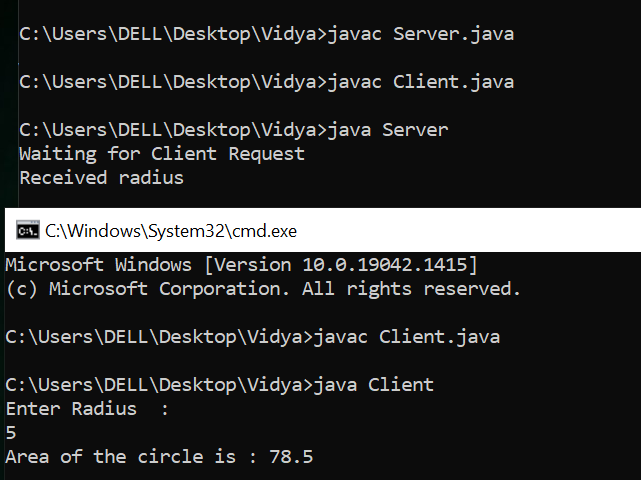 C:\Users\DELL\Desktop\Vidya>javac Server.java
C:\Users\DELL\Desktop\Vidya>javac Client.java
C:\Users\DELL\Desktop\Vidya>java Server
Waiting for Client Request
Received radius
C:\Windows\System32\cmd.exe
Microsoft Windows [Version 10.0.19042.1415]
(c) Microsoft Corporation. All rights reserved.
C:\Users\DELL\Desktop\Vidya>javac Client.java
C:\Users\DELL\Desktop\Vidya>java Client
Enter Radius  :
5
Area of the circle is : 78.5